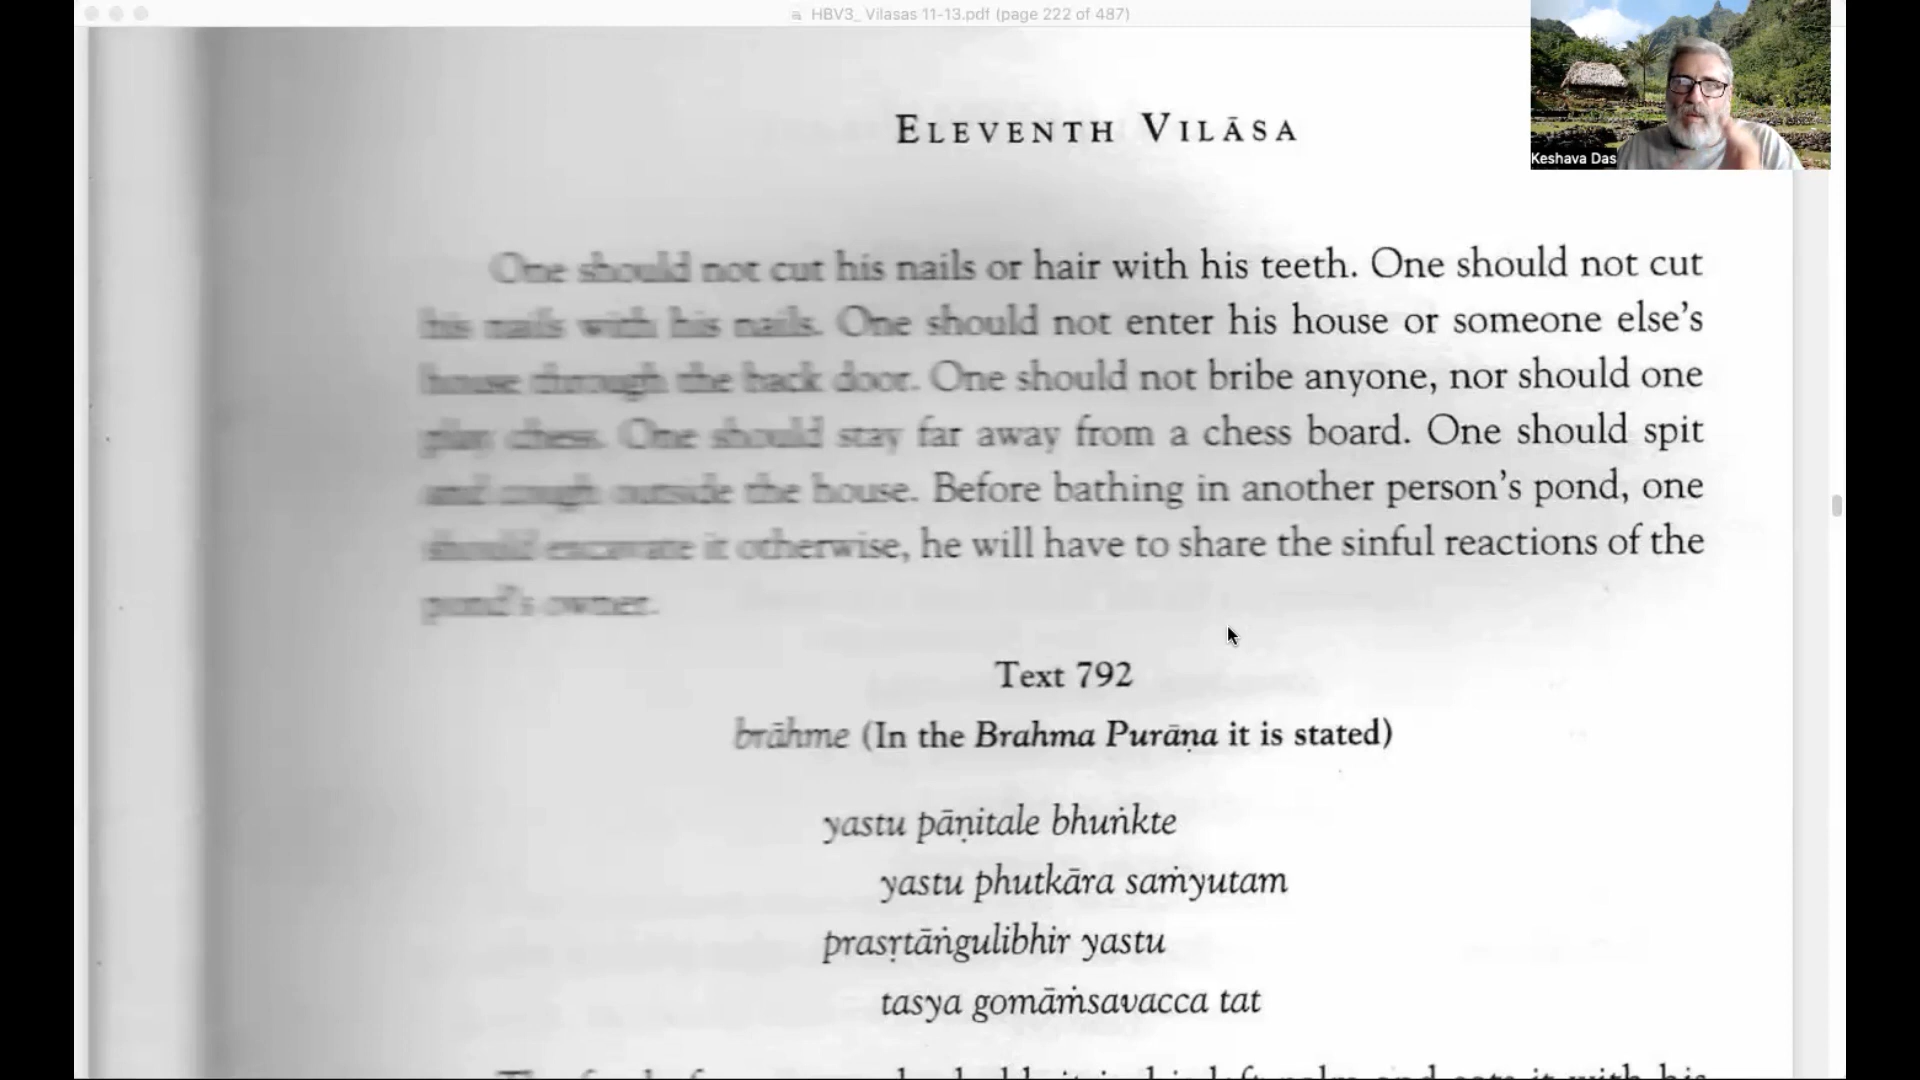 HBV3_ Vilasas 11-13.pdf (page 222 of 487)
ELEVENTH VILĀSA
Keshava Das
One should not cut his nails or hair with his teeth. One should not cut
his nails with his nails. One should not enter his house or someone else's
house through the back door. One should not bribe anyone, nor should one
play chess. One should stay far away from a chess board. One should spit
and cough outside the house. Before bathing in another person's pond, one
should excavate it otherwise, he will have to share the sinful reactions of the
pond's owner.
Text 792
brāhme (In the Brahma Purāṇa it is stated)
yastu pāṇitale bhuṅkte
yastu phutkāra saṁyutam
prasṛtāṅgulibhir yastu
tasya gomāṁsavacca tat